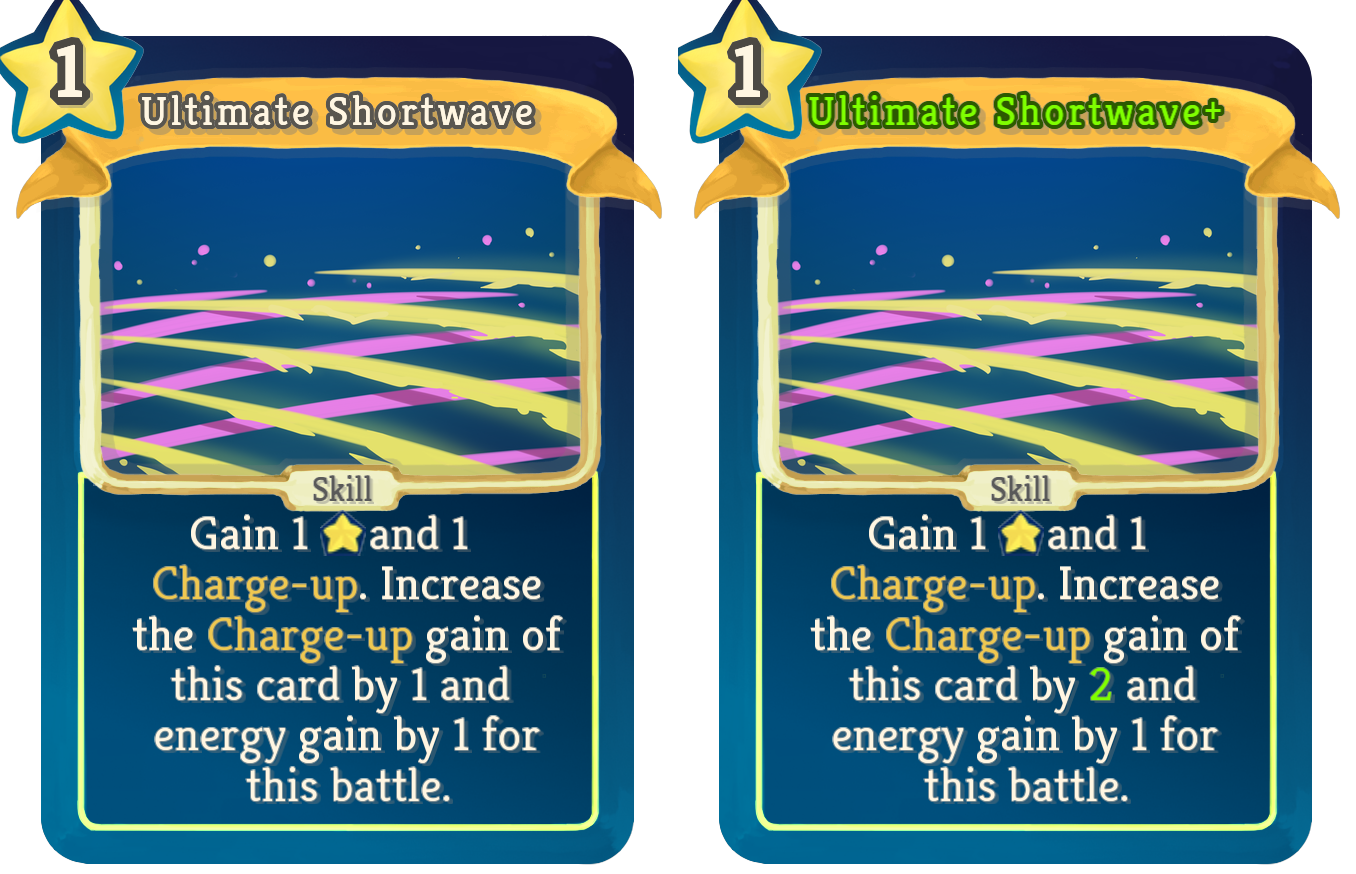 1
Ultimate Shortwave
Skill
Gain 1 and 1
Charge-up. Increase
the Charge-up gain of
this card by 1 and
energy gain by 1 for
this battle.
1
Ultimate Shortwave+
Skill
Gain 1 and 1
Charge-up. Increase
the Charge-up gain of
this card by 2 and
energy gain by 1 for
this battle.